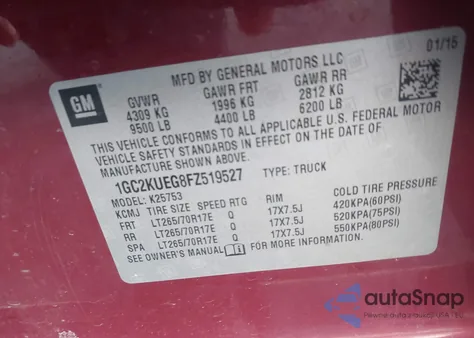 MFD BY GENERAL MOTORS LLC
01/15
GM
GVWR GAWR FRT GAWR RR
4309 KG 1996 KG 2812 KG
9500 LB 4400 LB 6200 LB
THIS VEHICLE CONFORMS TO ALL APPLICABLE U.S. FEDERAL MOTOR
VEHICLE SAFETY STANDARDS IN EFFECT ON THE DATE OF
MANUFACTURE SHOWN ABOVE.
1GC2KUEG8FZ519527 TYPE: TRUCK
MODEL: K25753
KCMJ TIRE SIZE SPEED RTG RIM COLD TIRE PRESSURE
FRT LT265/70R17E Q 17X7.5J 420KPA(60PSI)
RR LT265/70R17E Q 17X7.5J 520KPA(75PSI)
SPA LT265/70R17E Q 17X7.5J 550KPA(80PSI)
SEE OWNER'S MANUAL FOR MORE INFORMATION.
autoSnap